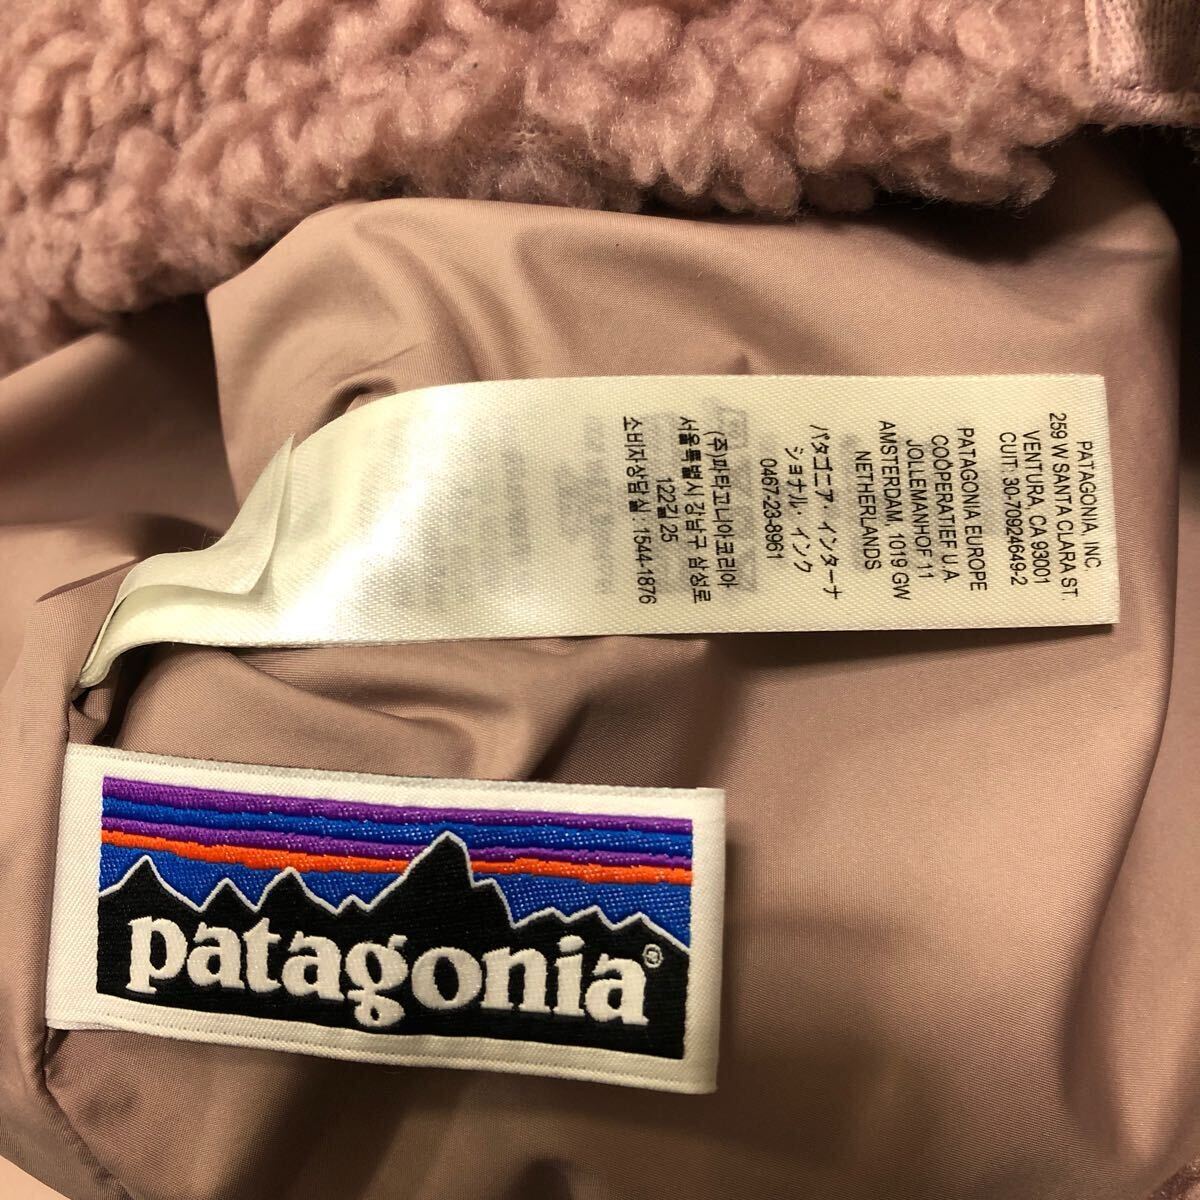 PATAGONIA, INC
259 W SANTA CLARA ST.
VENTURA, CA 93001
CUIT: 30-70924649-2
PATAGONIA EUROPE
COÖPERATIEF U.A
JOLLEMANHOF 11
AMSTERDAM, 1019 GW
NETHERLANDS
パタゴニア・インターナ
ショナル・インク
0467-23-8961
(주)파타고니아코리아
서울특별시 강남구 삼성로
122길 25
소비자상담실 : 1544-1876
patagonia®